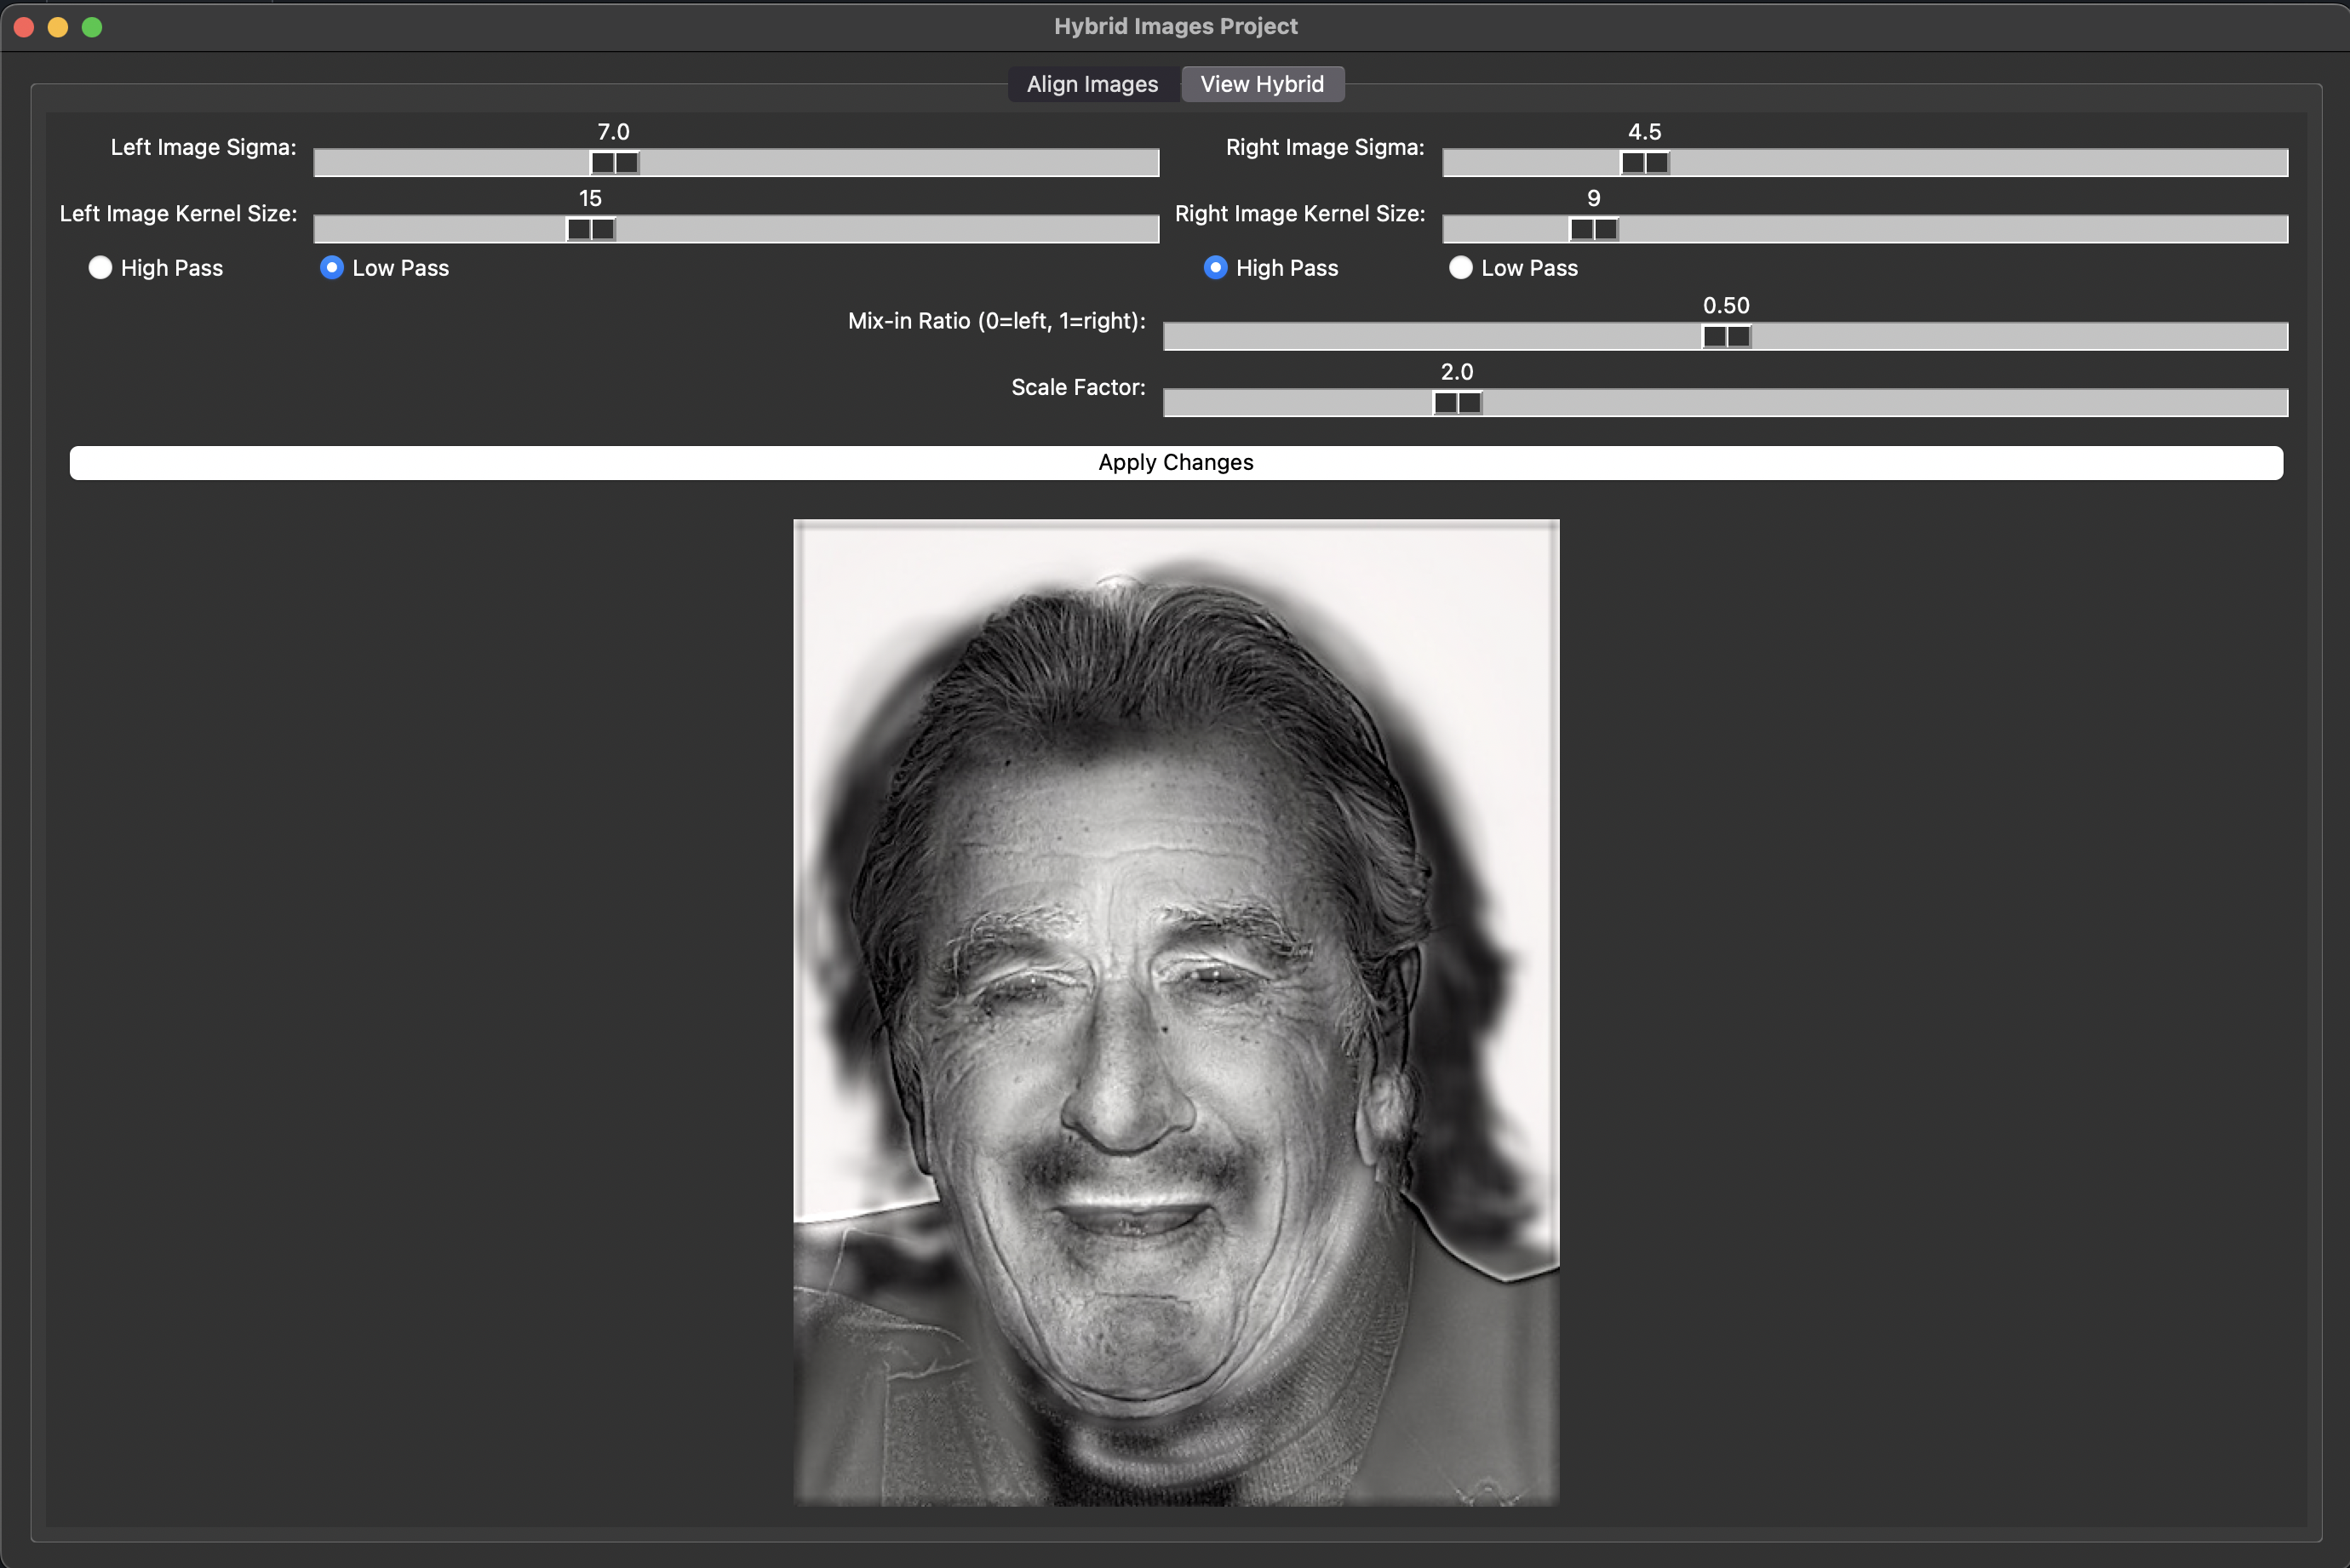 Hybrid Images Project
Align Images View Hybrid
Left Image Sigma: 7.0 Right Image Sigma: 4.5
Left Image Kernel Size: 15 Right Image Kernel Size: 9
High Pass Low Pass High Pass Low Pass
Mix-in Ratio (0=left, 1=right): 0.50
Scale Factor: 2.0
Apply Changes